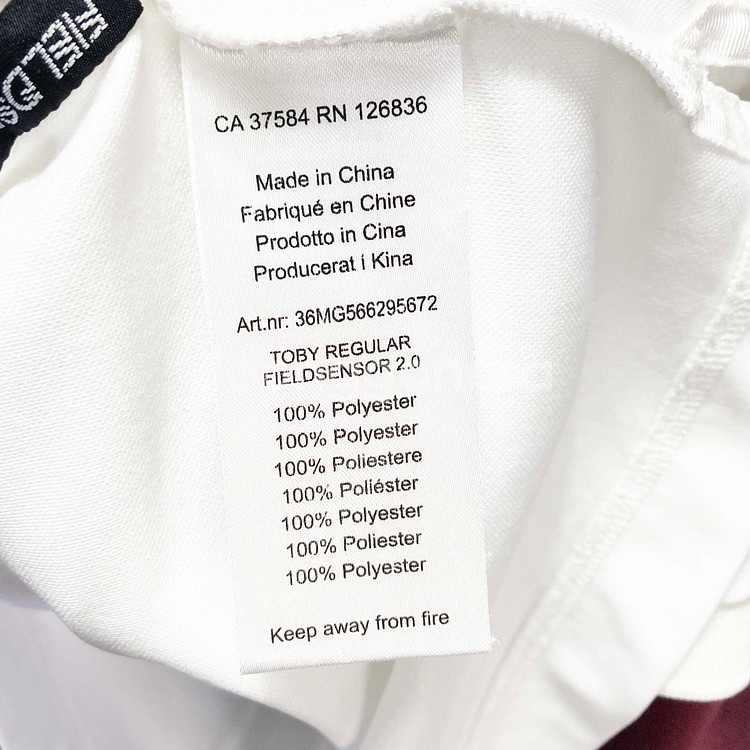 FIELDS
CA 37584 RN 126836
Made in China
Fabriqué en Chine
Prodotto in Cina
Producerat i Kina
Art.nr: 36MG566295672
TOBY REGULAR
FIELDSENSOR 2.0
100% Polyester
100% Polyester
100% Poliestere
100% Poliéster
100% Polyester
100% Poliester
100% Polyester
Keep away from fire